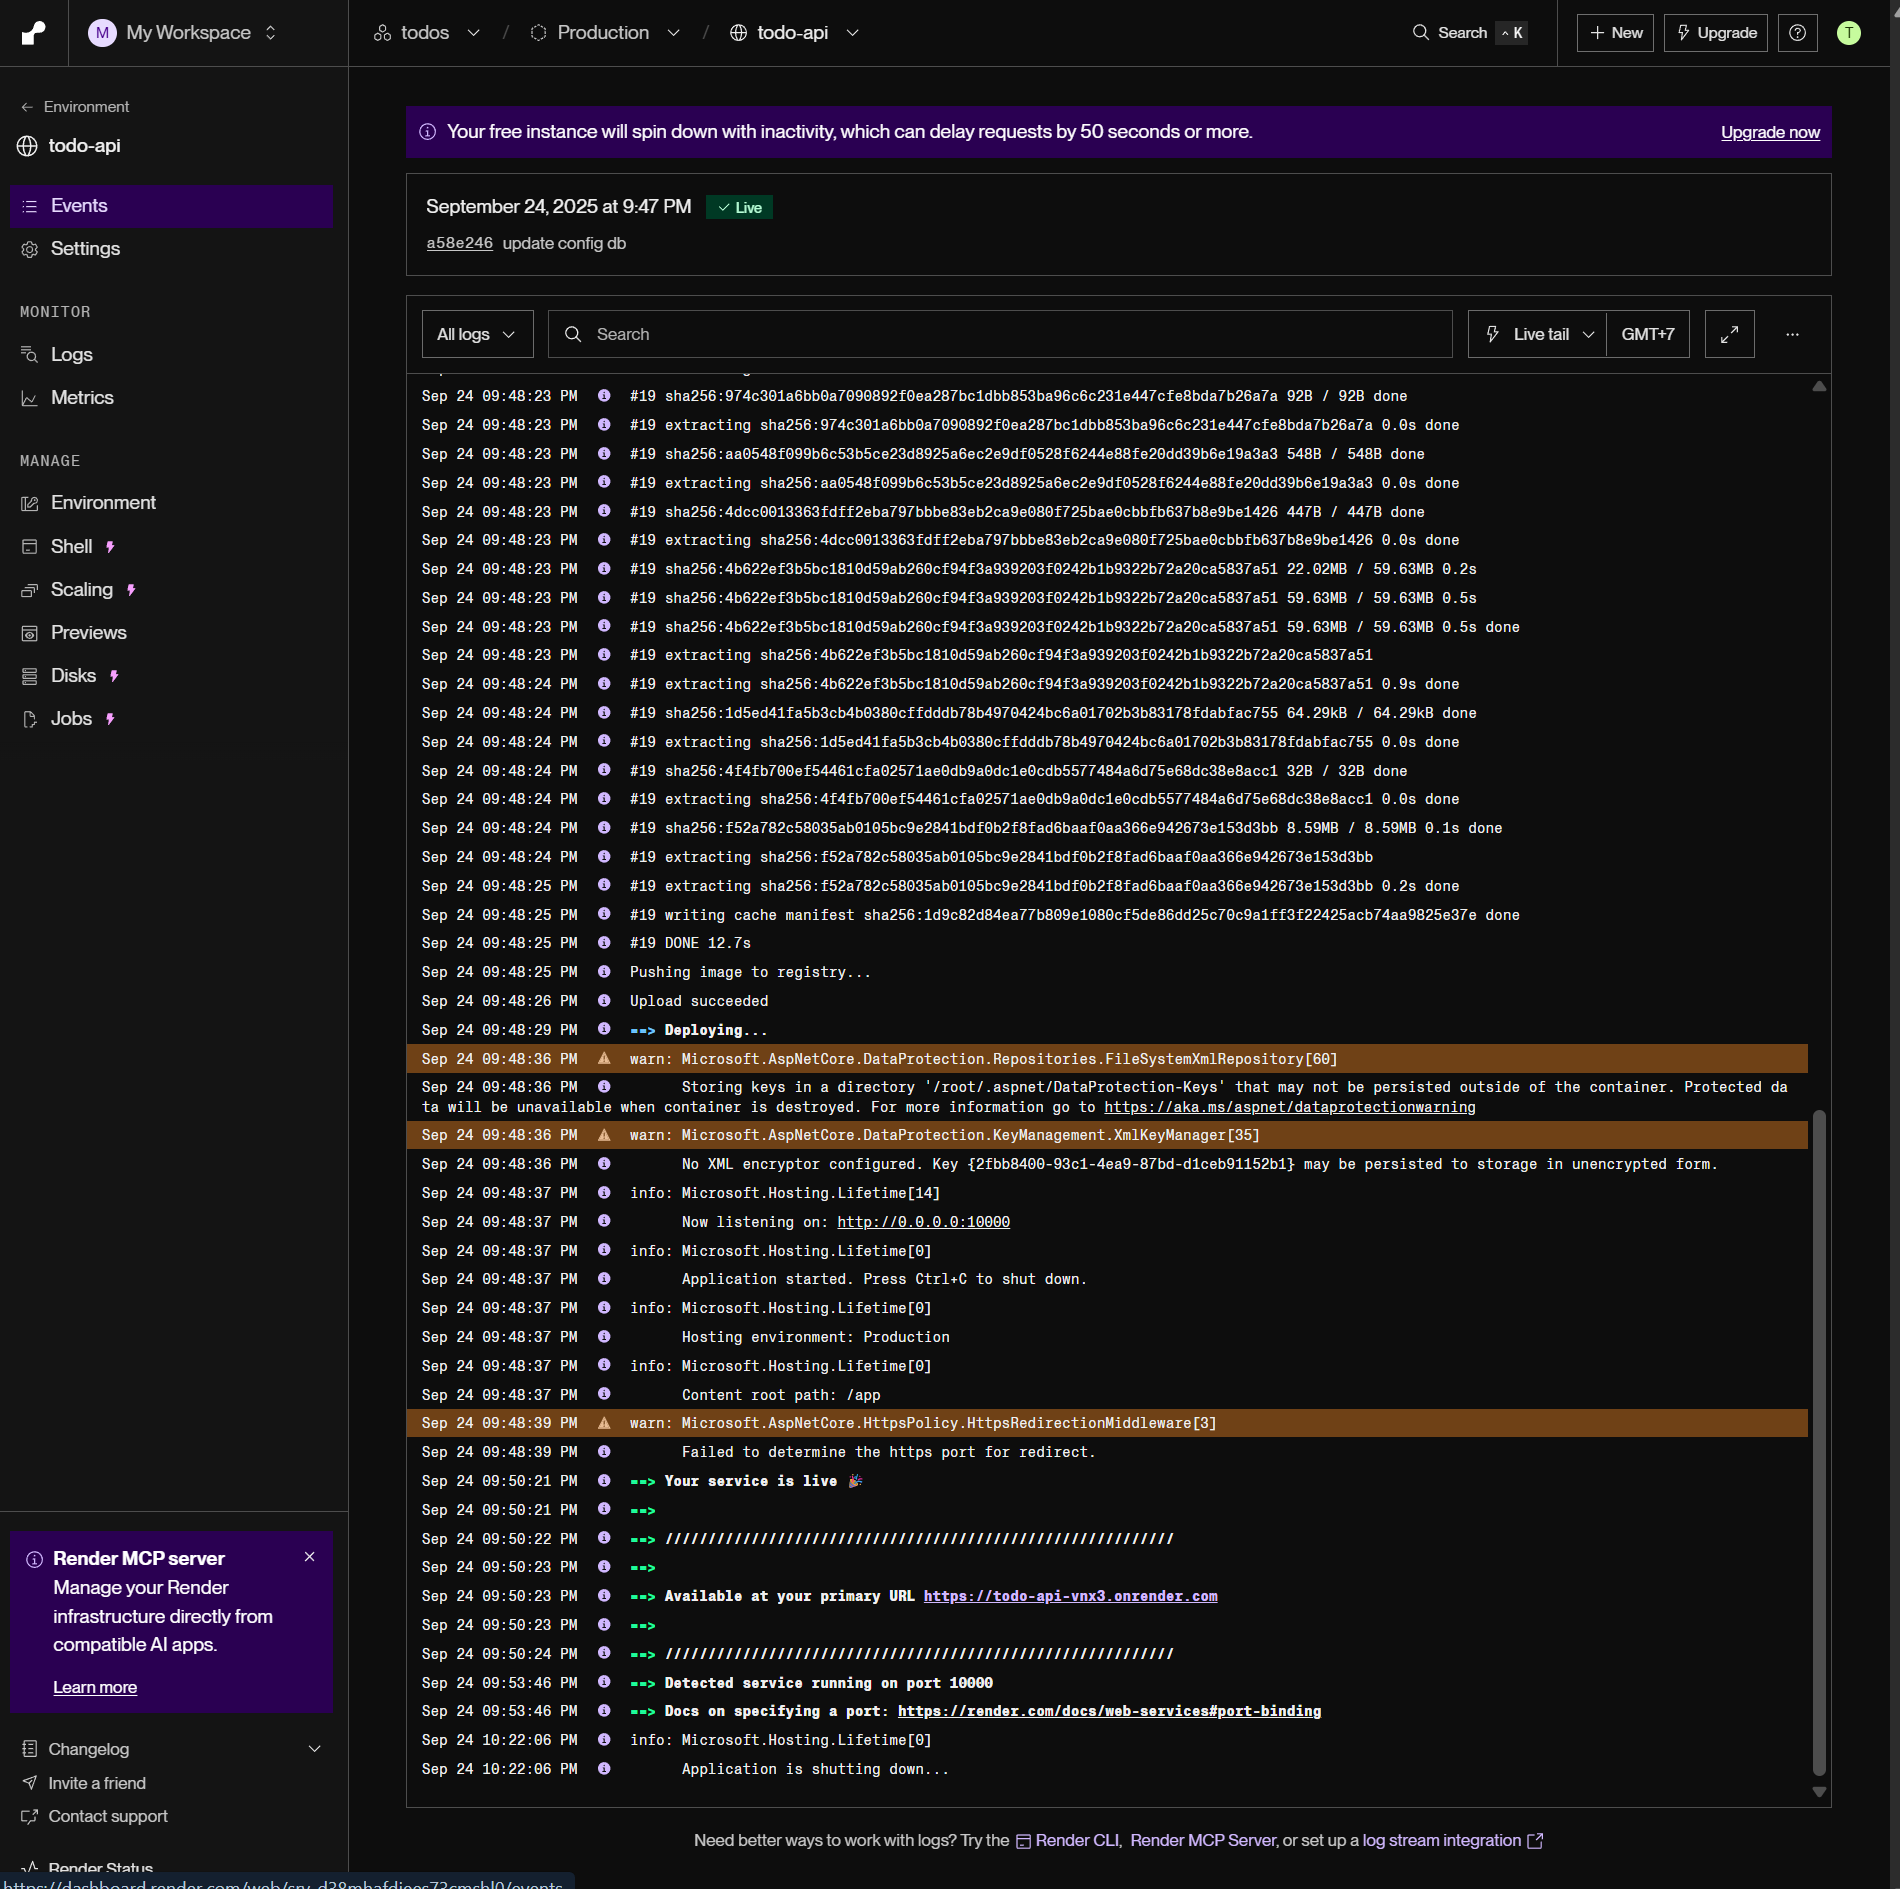 M My Workspace
todos / Production / todo-api
Search ^ K
+ New
Upgrade
T
Environment
todo-api
Events
Settings
MONITOR
Logs
Metrics
MANAGE
Environment
Shell
Scaling
Previews
Disks
Jobs
Render MCP server
Manage your Render
infrastructure directly from
compatible AI apps.
Learn more
Changelog
Invite a friend
Contact support
Render Status
Your free instance will spin down with inactivity, which can delay requests by 50 seconds or more.
Upgrade now
September 24, 2025 at 9:47 PM Live
a58e246 update config db
All logs Search Live tail GMT+7 ...
Sep 24 09:48:23 PM #19 sha256:974c301a6bb0a7090892f0ea287bc1dbb853ba96c6c231e447cfe8bda7b26a7a 92B / 92B done
Sep 24 09:48:23 PM #19 extracting sha256:974c301a6bb0a7090892f0ea287bc1dbb853ba96c6c231e447cfe8bda7b26a7a 0.0s done
Sep 24 09:48:23 PM #19 sha256:aa0548f099b6c53b5ce23d8925a6ec2e9df0528f6244e88fe20dd39b6e19a3a3 548B / 548B done
Sep 24 09:48:23 PM #19 extracting sha256:aa0548f099b6c53b5ce23d8925a6ec2e9df0528f6244e88fe20dd39b6e19a3a3 0.0s done
Sep 24 09:48:23 PM #19 sha256:4dcc0013363fdff2eba797bbbe83eb2ca9e080f725bae0cbbfb637b8e9be1426 447B / 447B done
Sep 24 09:48:23 PM #19 extracting sha256:4dcc0013363fdff2eba797bbbe83eb2ca9e080f725bae0cbbfb637b8e9be1426 0.0s done
Sep 24 09:48:23 PM #19 sha256:4b622ef3b5bc1810d59ab260cf94f3a939203f0242b1b9322b72a20ca5837a51 22.02MB / 59.63MB 0.2s
Sep 24 09:48:23 PM #19 sha256:4b622ef3b5bc1810d59ab260cf94f3a939203f0242b1b9322b72a20ca5837a51 59.63MB / 59.63MB 0.5s
Sep 24 09:48:23 PM #19 sha256:4b622ef3b5bc1810d59ab260cf94f3a939203f0242b1b9322b72a20ca5837a51 59.63MB / 59.63MB 0.5s done
Sep 24 09:48:23 PM #19 extracting sha256:4b622ef3b5bc1810d59ab260cf94f3a939203f0242b1b9322b72a20ca5837a51
Sep 24 09:48:24 PM #19 extracting sha256:4b622ef3b5bc1810d59ab260cf94f3a939203f0242b1b9322b72a20ca5837a51 0.9s done
Sep 24 09:48:24 PM #19 sha256:1d5ed41fa5b3cb4b0380cffdddb78b4970424bc6a01702b3b83178fdabfac755 64.29kB / 64.29kB done
Sep 24 09:48:24 PM #19 extracting sha256:1d5ed41fa5b3cb4b0380cffdddb78b4970424bc6a01702b3b83178fdabfac755 0.0s done
Sep 24 09:48:24 PM #19 sha256:4f4fb700ef54461cfa02571ae0db9a0dc1e0cdb5577484a6d75e68dc38e8acc1 32B / 32B done
Sep 24 09:48:24 PM #19 extracting sha256:4f4fb700ef54461cfa02571ae0db9a0dc1e0cdb5577484a6d75e68dc38e8acc1 0.0s done
Sep 24 09:48:24 PM #19 sha256:f52a782c58035ab0105bc9e2841bdf0b2f8fad6baaf0aa366e942673e153d3bb 8.59MB / 8.59MB 0.1s done
Sep 24 09:48:24 PM #19 extracting sha256:f52a782c58035ab0105bc9e2841bdf0b2f8fad6baaf0aa366e942673e153d3bb
Sep 24 09:48:25 PM #19 extracting sha256:f52a782c58035ab0105bc9e2841bdf0b2f8fad6baaf0aa366e942673e153d3bb 0.2s done
Sep 24 09:48:25 PM #19 writing cache manifest sha256:1d9c82d84ea77b809e1080cf5de86dd25c70c9a1ff3f22425acb74aa9825e37e done
Sep 24 09:48:25 PM #19 DONE 12.7s
Sep 24 09:48:25 PM Pushing image to registry...
Sep 24 09:48:26 PM Upload succeeded
Sep 24 09:48:29 PM ==> Deploying...
Sep 24 09:48:36 PM warn: Microsoft.AspNetCore.DataProtection.Repositories.FileSystemXmlRepository[60]
Sep 24 09:48:36 PM Storing keys in a directory '/root/.aspnet/DataProtection-Keys' that may not be persisted outside of the container. Protected da
ta will be unavailable when container is destroyed. For more information go to https://aka.ms/aspnet/dataprotectionwarning
Sep 24 09:48:36 PM warn: Microsoft.AspNetCore.DataProtection.KeyManagement.XmlKeyManager[35]
Sep 24 09:48:36 PM No XML encryptor configured. Key {2fbb8400-93c1-4ea9-87bd-d1ceb91152b1} may be persisted to storage in unencrypted form.
Sep 24 09:48:37 PM info: Microsoft.Hosting.Lifetime[14]
Sep 24 09:48:37 PM Now listening on: http://0.0.0.0:10000
Sep 24 09:48:37 PM info: Microsoft.Hosting.Lifetime[0]
Sep 24 09:48:37 PM Application started. Press Ctrl+C to shut down.
Sep 24 09:48:37 PM info: Microsoft.Hosting.Lifetime[0]
Sep 24 09:48:37 PM Hosting environment: Production
Sep 24 09:48:37 PM info: Microsoft.Hosting.Lifetime[0]
Sep 24 09:48:37 PM Content root path: /app
Sep 24 09:48:39 PM warn: Microsoft.AspNetCore.HttpsPolicy.HttpsRedirectionMiddleware[3]
Sep 24 09:48:39 PM Failed to determine the https port for redirect.
Sep 24 09:50:21 PM ==> Your service is live 🎉
Sep 24 09:50:21 PM ==>
Sep 24 09:50:22 PM ==> ///////////////////////////////////////////////////////////
Sep 24 09:50:23 PM ==>
Sep 24 09:50:23 PM ==> Available at your primary URL https://todo-api-vnx3.onrender.com
Sep 24 09:50:23 PM ==>
Sep 24 09:50:24 PM ==> ///////////////////////////////////////////////////////////
Sep 24 09:53:46 PM ==> Detected service running on port 10000
Sep 24 09:53:46 PM ==> Docs on specifying a port: https://render.com/docs/web-services#port-binding
Sep 24 10:22:06 PM info: Microsoft.Hosting.Lifetime[0]
Sep 24 10:22:06 PM Application is shutting down...
Need better ways to work with logs? Try the Render CLI, Render MCP Server, or set up a log stream integration